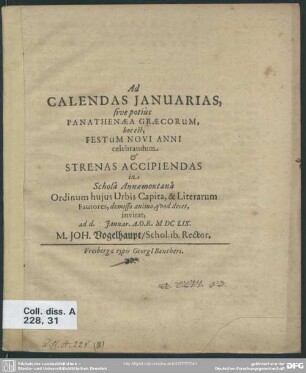 Ad
CALENDAS JANUARIAS,
sive potius
PANATHENÆA GRÆCORUM,
hoc est,
FESTUM NOVI ANNI
celebrandum
&
STRENAS ACCIPIENDAS
in
Scholâ Annæmontanâ
Ordinum hujus Urbis Capita, & Literarum
Fautores, demisso animo, quod decet,
invitat,
ad d. Januar. A.O.R. M DC LIX.
M. JOH. Vogelhaupt/Schol. ib. Rector.
Freibergæ typis GeorgI Beutheri.
Coll. diss. A
228, 31